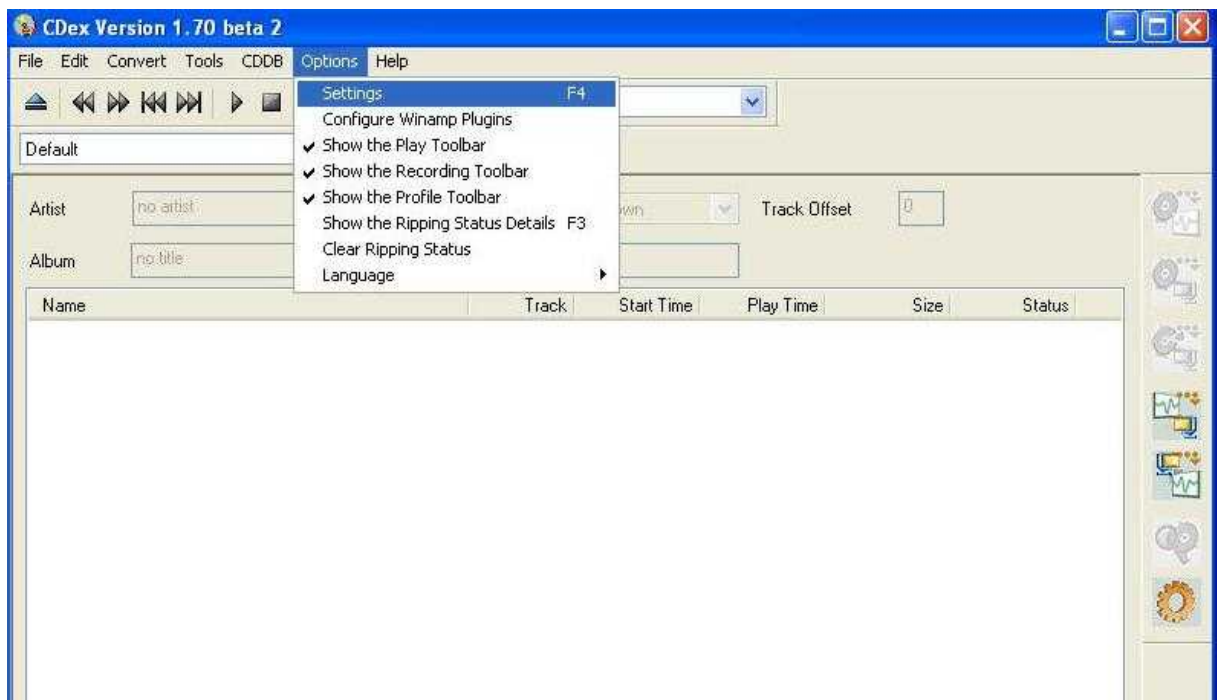 CDex Version 1.70 beta 2
File Edit Convert Tools CDDB Options Help
Settings F4
Configure Winamp Plugins
Show the Play Toolbar
Show the Recording Toolbar
Show the Profile Toolbar
Show the Ripping Status Details F3
Clear Ripping Status
Language
Default
Artist no artist Track Offset 0
Album no title
Name Track Start Time Play Time Size Status